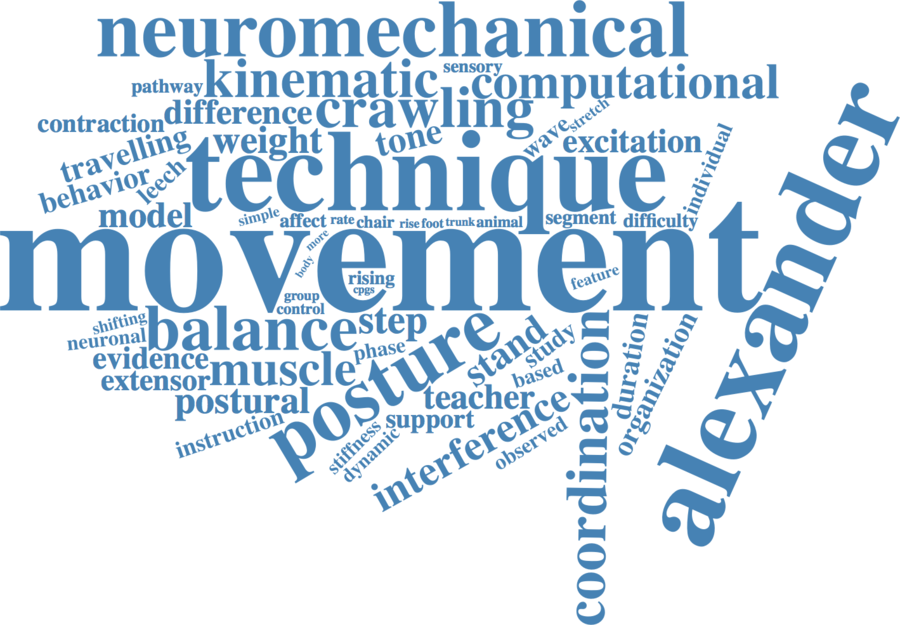 neuromechanical
sensory
pathway
kinematic
computational
difference
crawling
stretch
contraction
weight
tone
wave
excitation
travelling
behavior
leech
technique
individual
model
simple
affect
rate
chair
rise
foot
trunk
animal
segment
difficulty
alexander
movement
more
body
rising
cpgs
feature
group
control
shifting
neuronal
balance
step
evidence
phase
extensor
muscle
posture
stand
study
based
duration
organization
postural
teacher
coordination
instruction
support
stiffness
dynamic
interference
observed